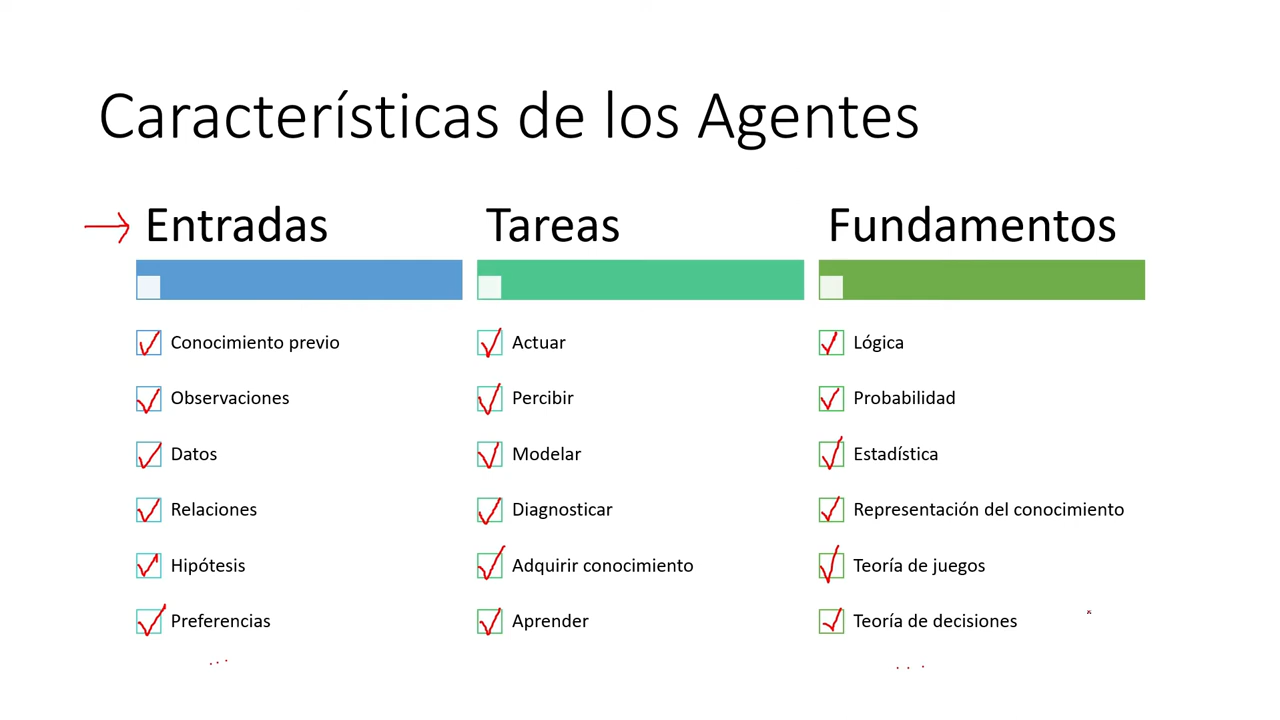 Características de los Agentes
Entradas
Conocimiento previo
Observaciones
Datos
Relaciones
Hipótesis
Preferencias
...
Tareas
Actuar
Percibir
Modelar
Diagnosticar
Adquirir conocimiento
Aprender
Fundamentos
Lógica
Probabilidad
Estadística
Representación del conocimiento
Teoría de juegos
Teoría de decisiones
...